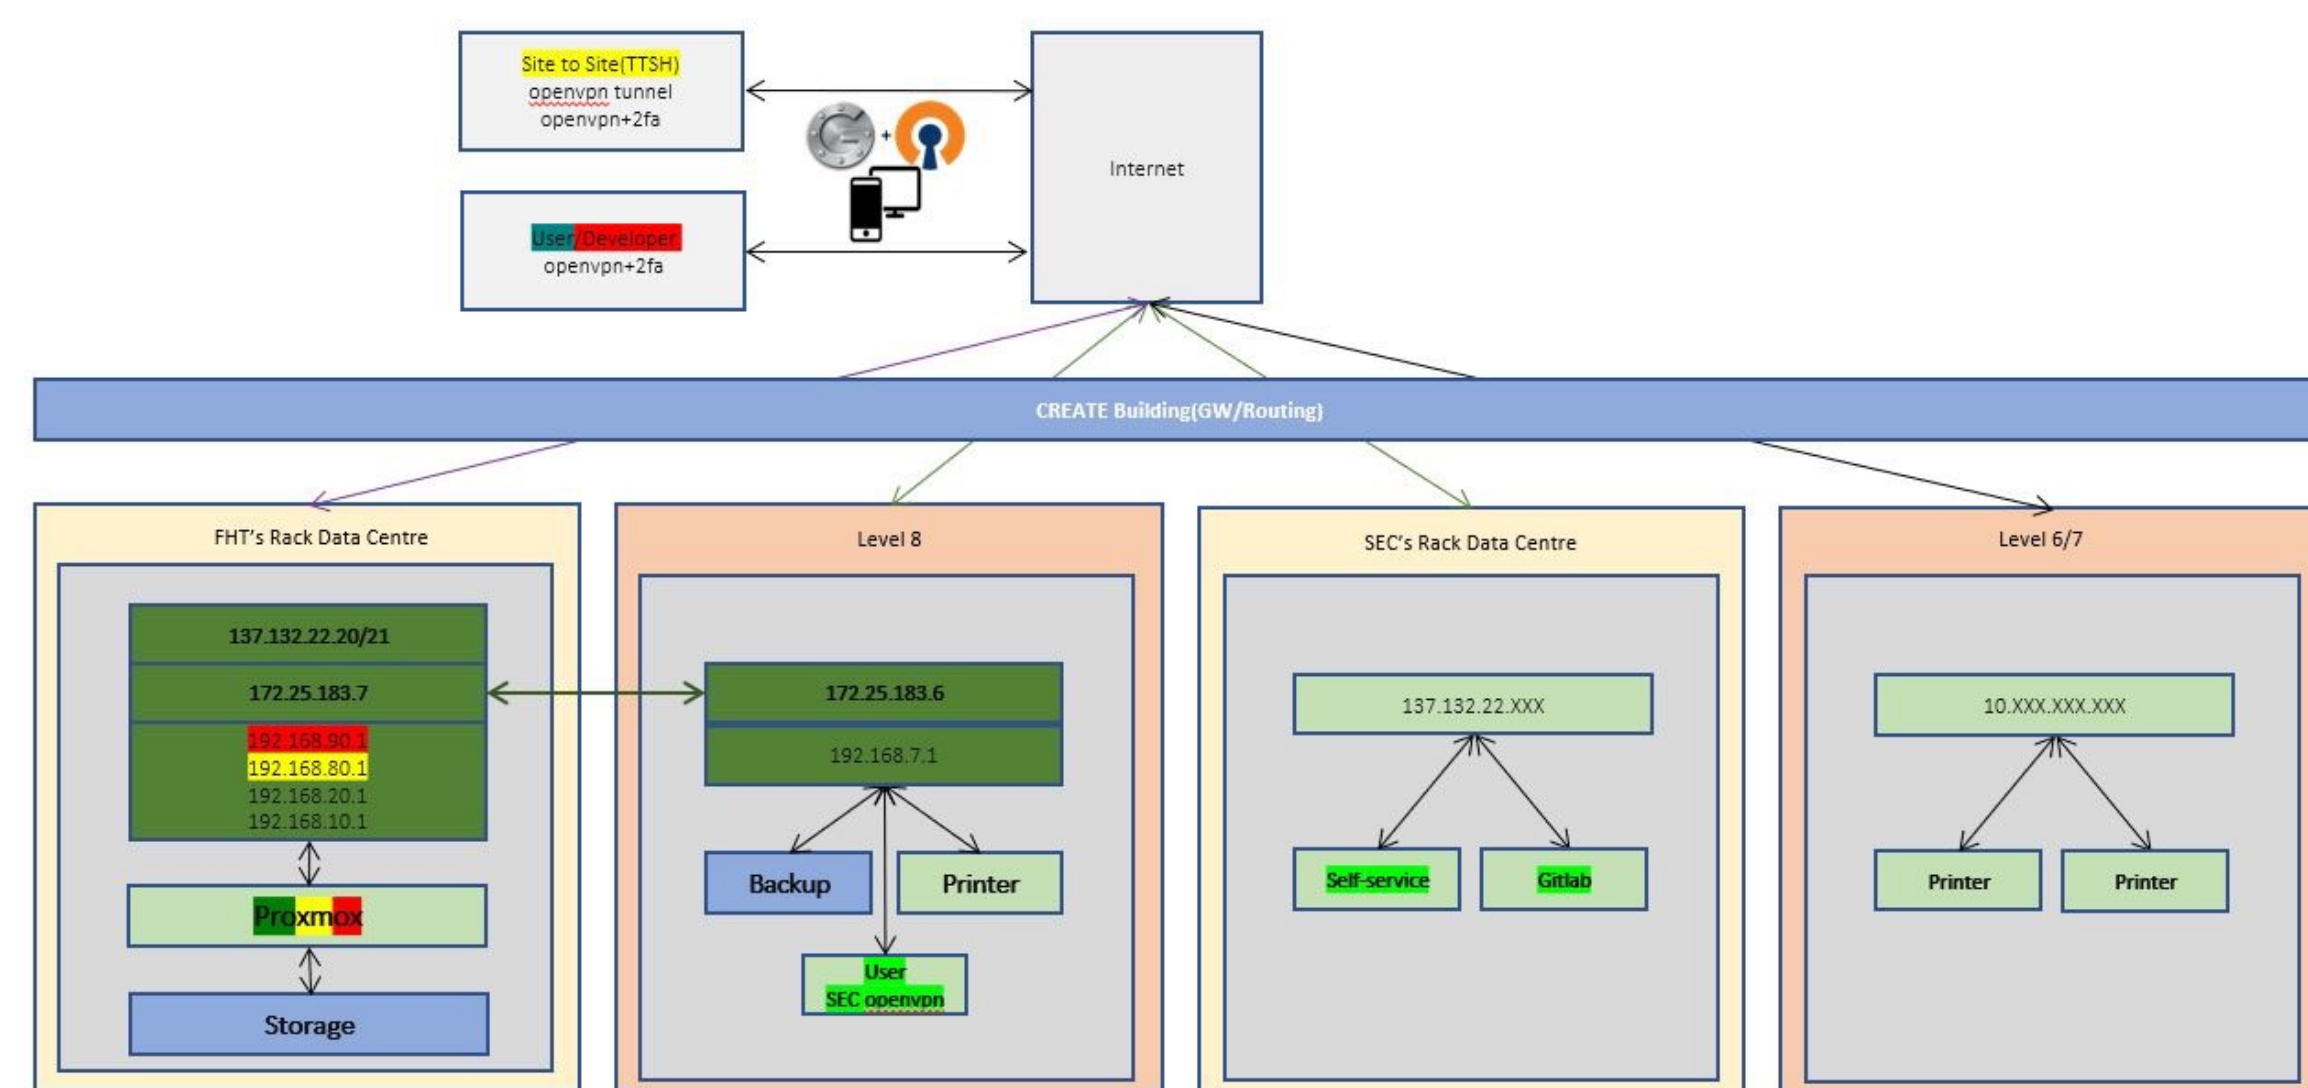 Site to Site(TTSH)
openvpn tunnel
openvpn+2fa
+
Internet
User/Developer
openvpn+2fa
CREATE Building(GW/Routing)
FHT's Rack Data Centre
137.132.22.20/21
172.25.183.7
192.168.90.1
192.168.80.1
192.168.20.1
192.168.10.1
Proxmox
Storage
Level 8
172.25.183.6
192.168.7.1
Backup
Printer
User
SEC openvpn
SEC's Rack Data Centre
137.132.22.XXX
Self-service
Gitlab
Level 6/7
10.XXX.XXX.XXX
Printer
Printer